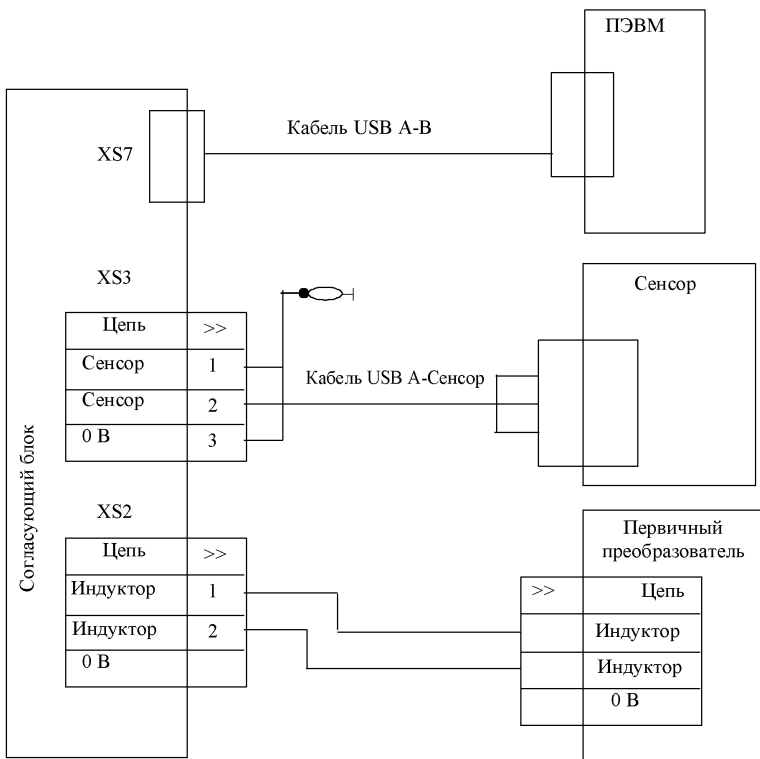 ПЭВМ
Кабель USB А-В
XS7
XS3
Сенсор
Цепь >>
Сенсор 1
Кабель USB А-Сенсор
Сенсор 2
0 В 3
Согласующий блок
XS2
Первичный
преобразователь
Цепь >>
>> Цепь
Индуктор 1
Индуктор
Индуктор 2
Индуктор
0 В
0 В